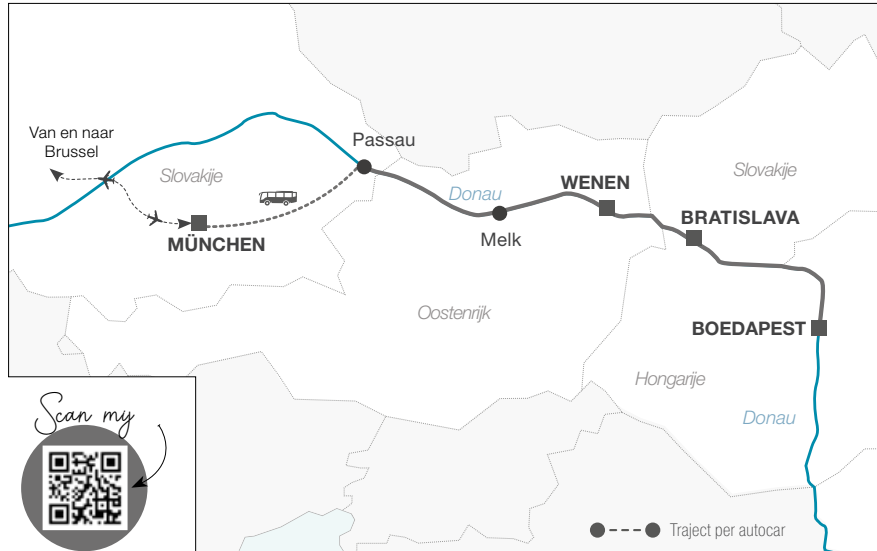 Van en naar
Brussel
Slovakije
MÜNCHEN
Passau
Donau
Melk
WENEN
Slovakije
BRATISLAVA
Oostenrijk
BOEDAPEST
Hongarije
Donau
Scan my
Traject per autocar